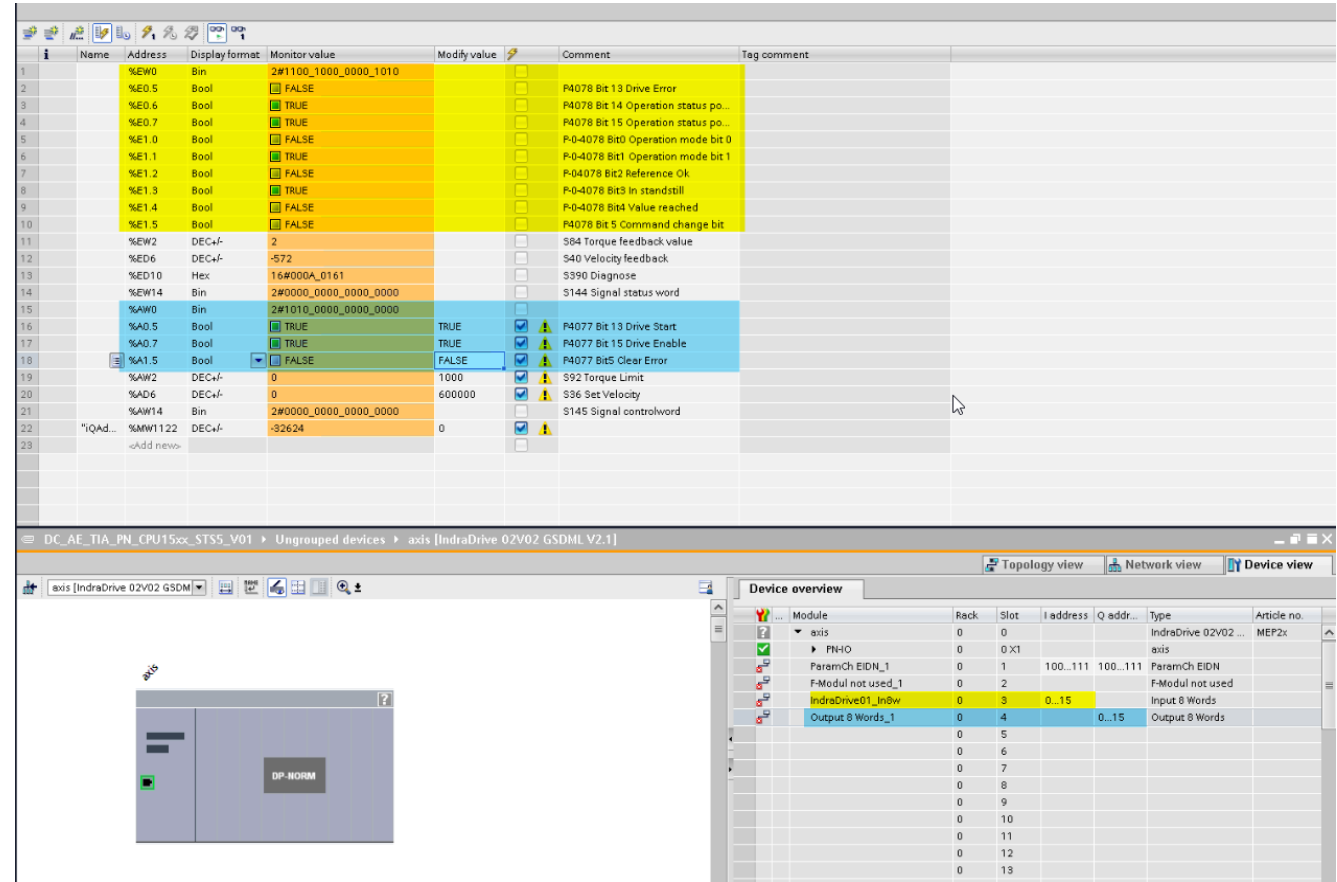 i Name Address Display format Monitor value Modify value Comment Tag comment
1 %EW0 Bin 2#1100_1000_0000_1010
2 %E0.5 Bool FALSE P4078 Bit 13 Drive Error
3 %E0.6 Bool TRUE P4078 Bit 14 Operation status po...
4 %E0.7 Bool TRUE P4078 Bit 15 Operation status po...
5 %E1.0 Bool FALSE P-0-4078 Bit0 Operation mode bit 0
6 %E1.1 Bool TRUE P-0-4078 Bit1 Operation mode bit 1
7 %E1.2 Bool FALSE P-04078 Bit2 Reference Ok
8 %E1.3 Bool TRUE P-0-4078 Bit3 In standstill
9 %E1.4 Bool FALSE P-0-4078 Bit4 Value reached
10 %E1.5 Bool FALSE P4078 Bit 5 Command change bit
11 %EW2 DEC+/- 2 S84 Torque feedback value
12 %ED6 DEC+/- -572 S40 Velocity feedback
13 %ED10 Hex 16#000A_0161 S390 Diagnose
14 %EW14 Bin 2#0000_0000_0000_0000 S144 Signal status word
15 %AW0 Bin 2#1010_0000_0000_0000
16 %A0.5 Bool TRUE TRUE P4077 Bit 13 Drive Start
17 %A0.7 Bool TRUE TRUE P4077 Bit 15 Drive Enable
18 %A1.5 Bool FALSE FALSE P4077 Bit5 Clear Error
19 %AW2 DEC+/- 0 1000 S92 Torque Limit
20 %AD6 DEC+/- 0 600000 S36 Set Velocity
21 %AW14 Bin 2#0000_0000_0000_0000 S145 Signal controlword
22 "iQAd... %MW1122 DEC+/- -32624 0
23 <Add new>
DC_AE_TIA_PN_CPU15xx_STS5_V01 Ungrouped devices axis [IndraDrive 02V02 GSDML V2.1]
Topology view Network view Device view
axis [IndraDrive 02V02 GSDM
Device overview
... Module Rack Slot I address Q addr... Type Article no.
axis 0 0 IndraDrive 02V02 ... MEP2x
PN-IO 0 0 X1 axis
ParamCh EIDN_1 0 1 100...111 100...111 ParamCh EIDN
F-Modul not used_1 0 2 F-Modul not used
IndraDrive01_In8w 0 3 0...15 Input 8 Words
Output 8 Words_1 0 4 0...15 Output 8 Words
0 5
0 6
0 7
0 8
0 9
0 10
0 11
0 12
0 13
axis
DP-NORM